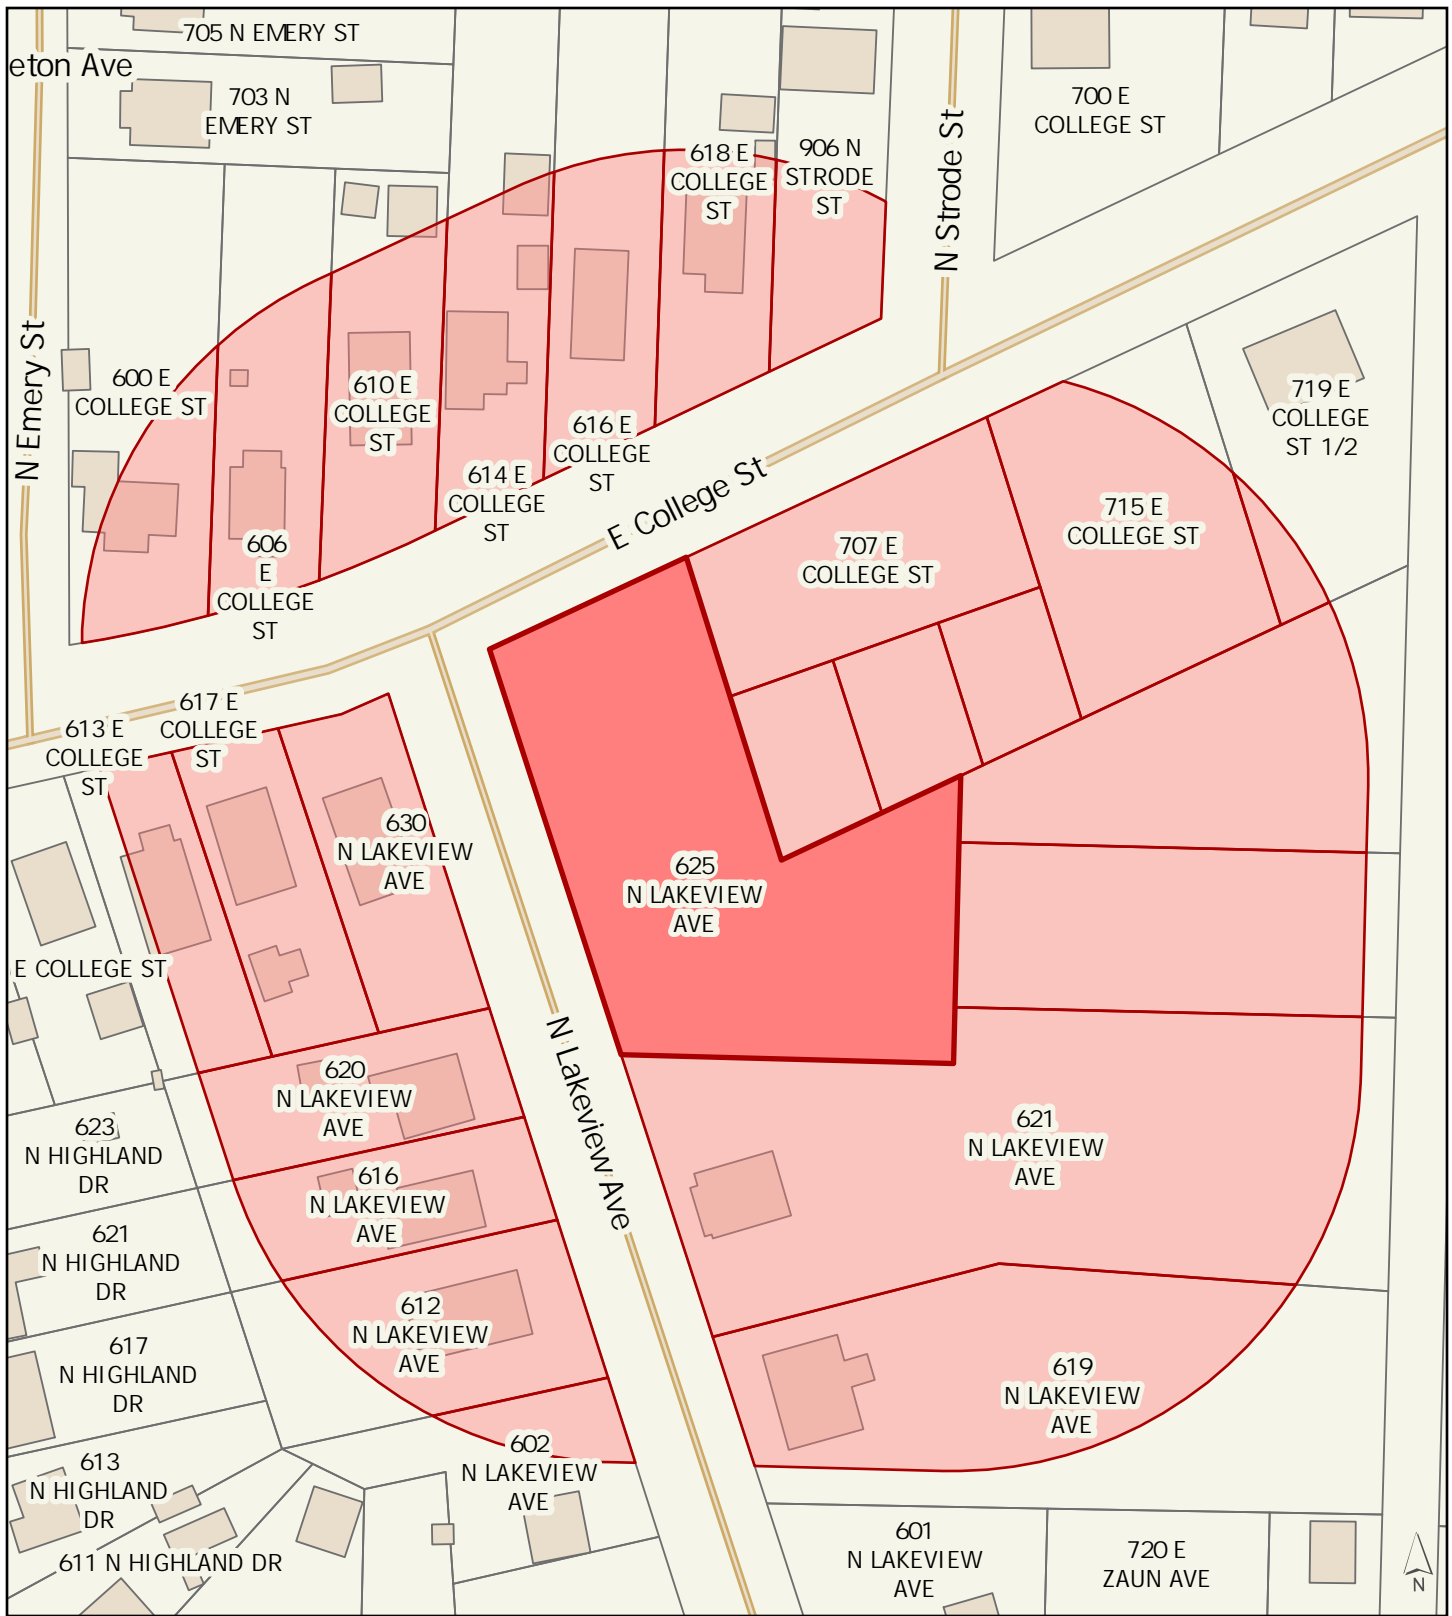 705 N EMERY ST
eton Ave
703 N
EMERY ST
700 E
COLLEGE ST
618 E
COLLEGE
ST
906 N
STRODE
ST
N Strode St
N Emery St
600 E
COLLEGE ST
610 E
COLLEGE
ST
719 E
COLLEGE
ST 1/2
616 E
COLLEGE
ST
614 E
COLLEGE
ST
E College St
715 E
COLLEGE ST
707 E
COLLEGE ST
606
E
COLLEGE
ST
617 E
COLLEGE
ST
613 E
COLLEGE
ST
630
N LAKEVIEW
AVE
625
N LAKEVIEW
AVE
E COLLEGE ST
N Lakeview Ave
620
N LAKEVIEW
AVE
623
N HIGHLAND
DR
621
N LAKEVIEW
AVE
616
N LAKEVIEW
AVE
621
N HIGHLAND
DR
612
N LAKEVIEW
AVE
617
N HIGHLAND
DR
619
N LAKEVIEW
AVE
602
N LAKEVIEW
AVE
613
N HIGHLAND
DR
611 N HIGHLAND DR
601
N LAKEVIEW
AVE
720 E
ZAUN AVE
N